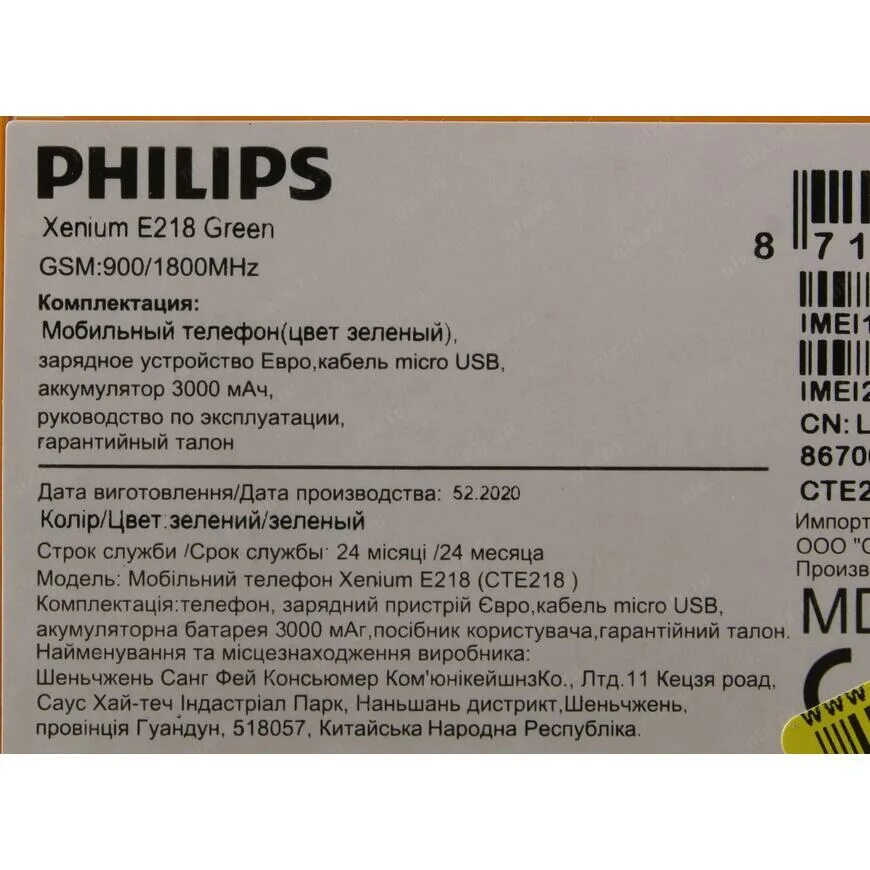 PHILIPS
Xenium E218 Green
GSM:900/1800MHz
Комплектация:
Мобильный телефон(цвет зеленый),
зарядное устройство Евро,кабель micro USB,
аккумулятор 3000 мАч,
руководство по эксплуатации,
гарантийный талон
Дата виготовлення/Дата производства: 52.2020
Колір/Цвет:зелений/зеленый
Строк служби /Срок службы: 24 місяці /24 месяца
Модель: Мобільний телефон Xenium E218 (CTE218 )
Комплектація:телефон, зарядний пристрій Євро,кабель micro USB,
акумуляторна батарея 3000 мАг,посібник користувача,гарантійний талон.
Найменування та місцезнаходження виробника:
Шеньчжень Санг Фей Консьюмер Ком'юнікейшнзКо., Лтд.11 Кецзя роад,
Саус Хай-теч Індастріал Парк, Наньшань дистрикт,Шеньчжень,
провінція Гуандун, 518057, Китайська Народна Республіка.
8 71
IMEI1
IMEI2
CN: L
8670
CTE2
Импорт
ООО "С
Произв
MD
www